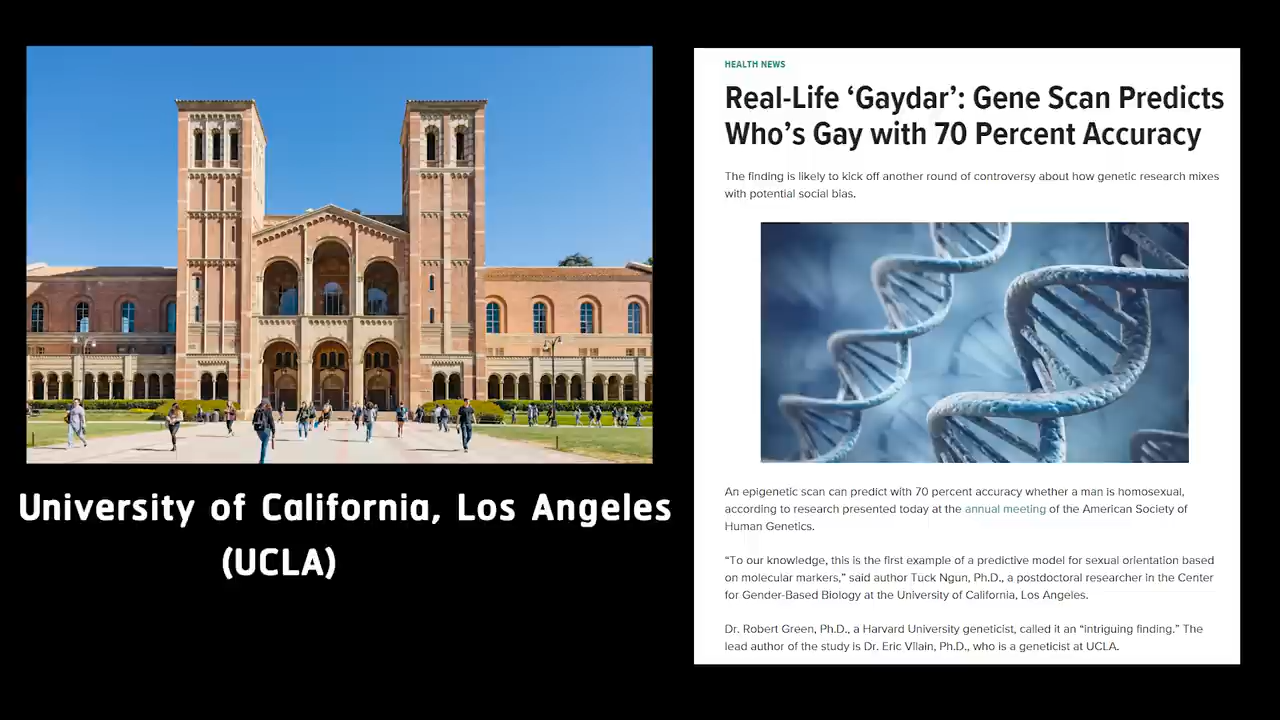 University of California, Los Angeles
(UCLA)
HEALTH NEWS
Real-Life ‘Gaydar’: Gene Scan Predicts
Who’s Gay with 70 Percent Accuracy
The finding is likely to kick off another round of controversy about how genetic research mixes
with potential social bias.
An epigenetic scan can predict with 70 percent accuracy whether a man is homosexual,
according to research presented today at the annual meeting of the American Society of
Human Genetics.
“To our knowledge, this is the first example of a predictive model for sexual orientation based
on molecular markers,” said author Tuck Ngun, Ph.D., a postdoctoral researcher in the Center
for Gender-Based Biology at the University of California, Los Angeles.
Dr. Robert Green, Ph.D., a Harvard University geneticist, called it an “intriguing finding.” The
lead author of the study is Dr. Eric Vilain, Ph.D., who is a geneticist at UCLA.